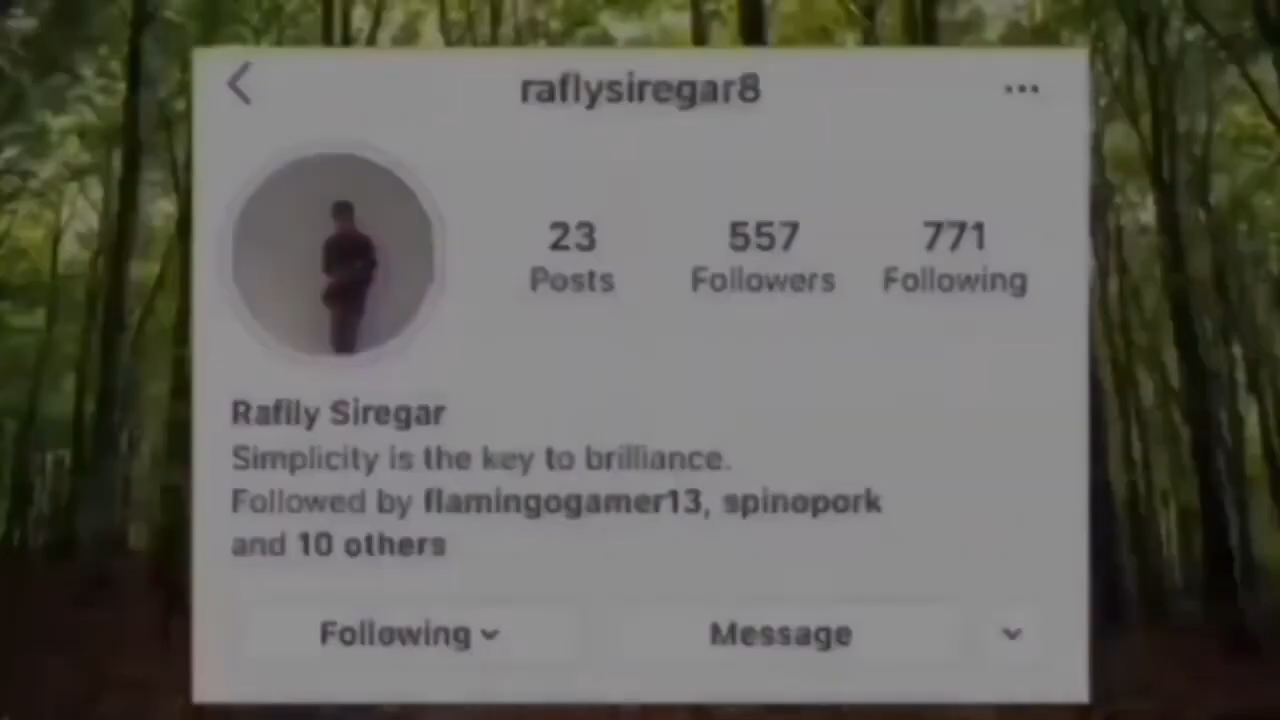 raflysiregar8
23 557 771
Posts Followers Following
Raflly Siregar
Simplicity is the key to brilliance.
Followed by flamingogamer13, spinopork
and 10 others
Following Message